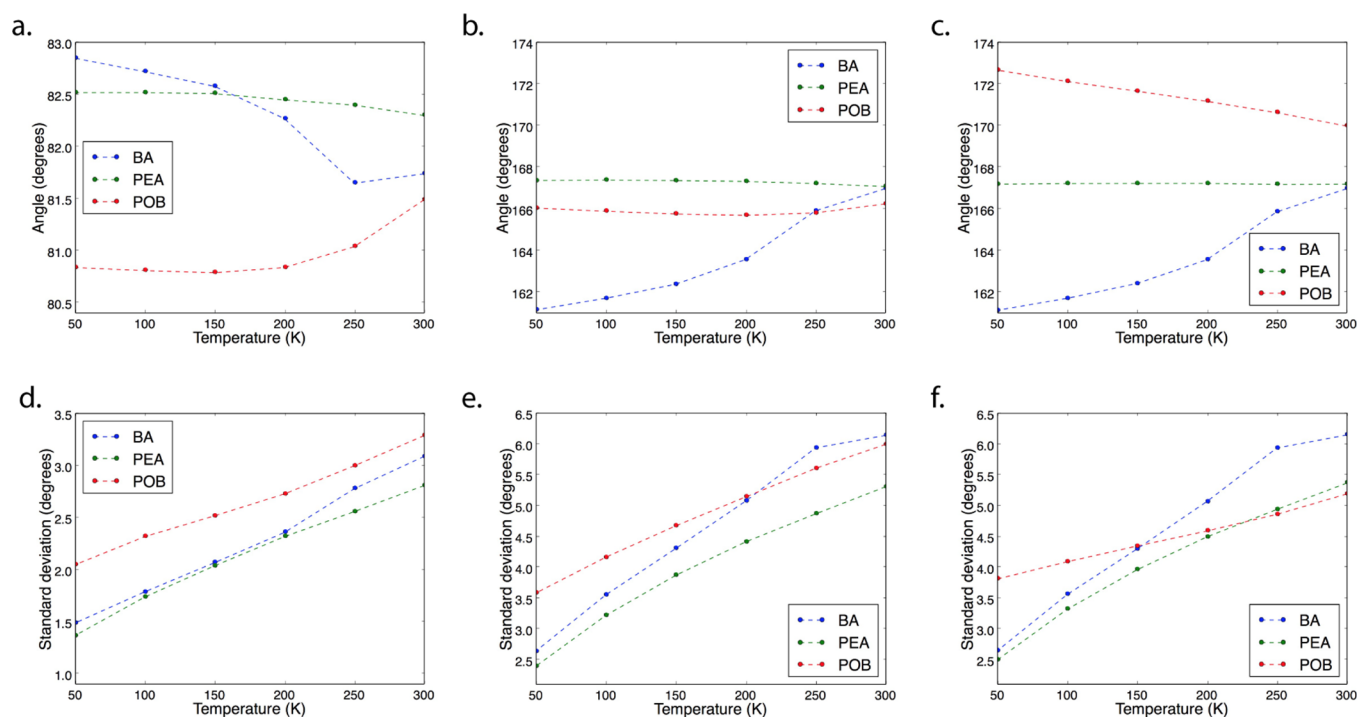 a.
83.0
82.5
82.0
81.5
81.0
80.5
Angle (degrees)
BA
PEA
POB
50 100 150 200 250 300
Temperature (K)
b.
174
172
170
168
166
164
162
Angle (degrees)
BA
PEA
POB
50 100 150 200 250 300
Temperature (K)
c.
174
172
170
168
166
164
162
Angle (degrees)
BA
PEA
POB
50 100 150 200 250 300
Temperature (K)
d.
3.5
3.0
2.5
2.0
1.5
1.0
Standard deviation (degrees)
BA
PEA
POB
50 100 150 200 250 300
Temperature (K)
e.
6.5
6.0
5.5
5.0
4.5
4.0
3.5
3.0
2.5
Standard deviation (degrees)
BA
PEA
POB
50 100 150 200 250 300
Temperature (K)
f.
6.5
6.0
5.5
5.0
4.5
4.0
3.5
3.0
2.5
Standard deviation (degrees)
BA
PEA
POB
50 100 150 200 250 300
Temperature (K)